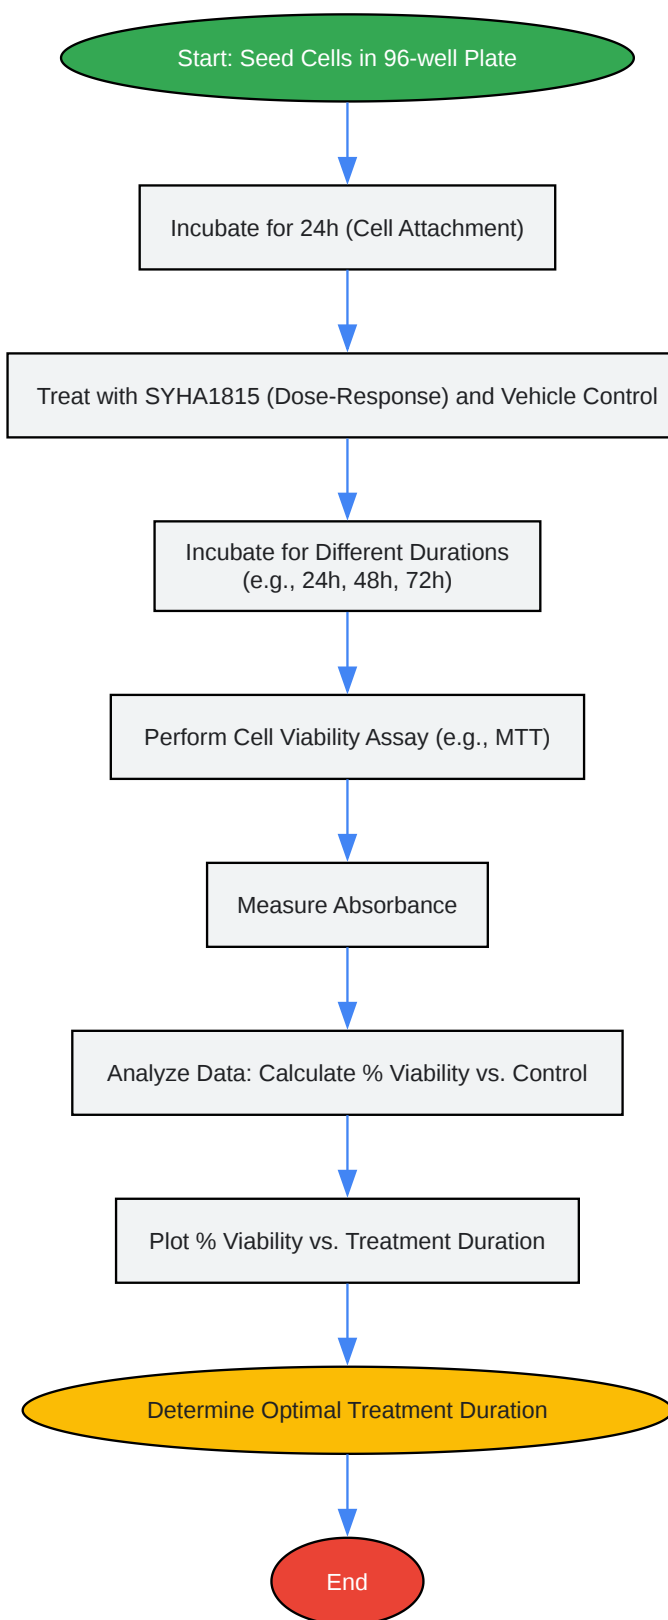 Start: Seed Cells in 96-well Plate
Incubate for 24h (Cell Attachment)
Treat with SYHA1815 (Dose-Response) and Vehicle Control
Incubate for Different Durations
(e.g., 24h, 48h, 72h)
Perform Cell Viability Assay (e.g., MTT)
Measure Absorbance
Analyze Data: Calculate % Viability vs. Control
Plot % Viability vs. Treatment Duration
Determine Optimal Treatment Duration
End